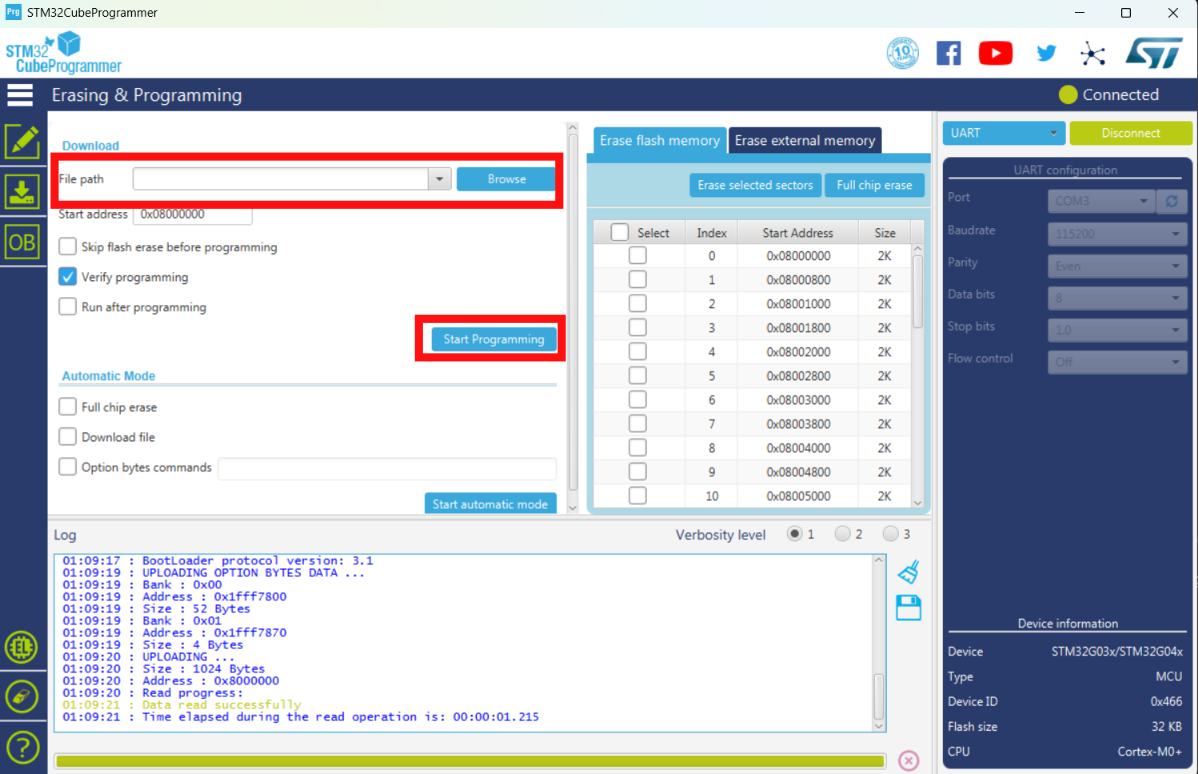 Prg STM32CubeProgrammer
STM32
CubeProgrammer
10
ST
Erasing & Programming
Connected
OB
Download
File path
Browse
Start address 0x08000000
Skip flash erase before programming
Verify programming
Run after programming
Start Programming
Automatic Mode
Full chip erase
Download file
Option bytes commands
Start automatic mode
Erase flash memory Erase external memory
Erase selected sectors Full chip erase
Select Index Start Address Size
0 0x08000000 2K
1 0x08000800 2K
2 0x08001000 2K
3 0x08001800 2K
4 0x08002000 2K
5 0x08002800 2K
6 0x08003000 2K
7 0x08003800 2K
8 0x08004000 2K
9 0x08004800 2K
10 0x08005000 2K
UART Disconnect
UART configuration
Port COM3
Baudrate 115200
Parity Even
Data bits 8
Stop bits 1.0
Flow control Off
Log
Verbosity level 1 2 3
01:09:17 : BootLoader protocol version: 3.1
01:09:19 : UPLOADING OPTION BYTES DATA ...
01:09:19 : Bank : 0x00
01:09:19 : Address : 0x1fff7800
01:09:19 : Size : 52 Bytes
01:09:19 : Bank : 0x01
01:09:19 : Address : 0x1fff7870
01:09:19 : Size : 4 Bytes
01:09:20 : UPLOADING ...
01:09:20 : Size : 1024 Bytes
01:09:20 : Address : 0x8000000
01:09:20 : Read progress:
01:09:21 : Data read successfully
01:09:21 : Time elapsed during the read operation is: 00:00:01.215
EL
?
Device information
Device STM32G03x/STM32G04x
Type MCU
Device ID 0x466
Flash size 32 KB
CPU Cortex-M0+